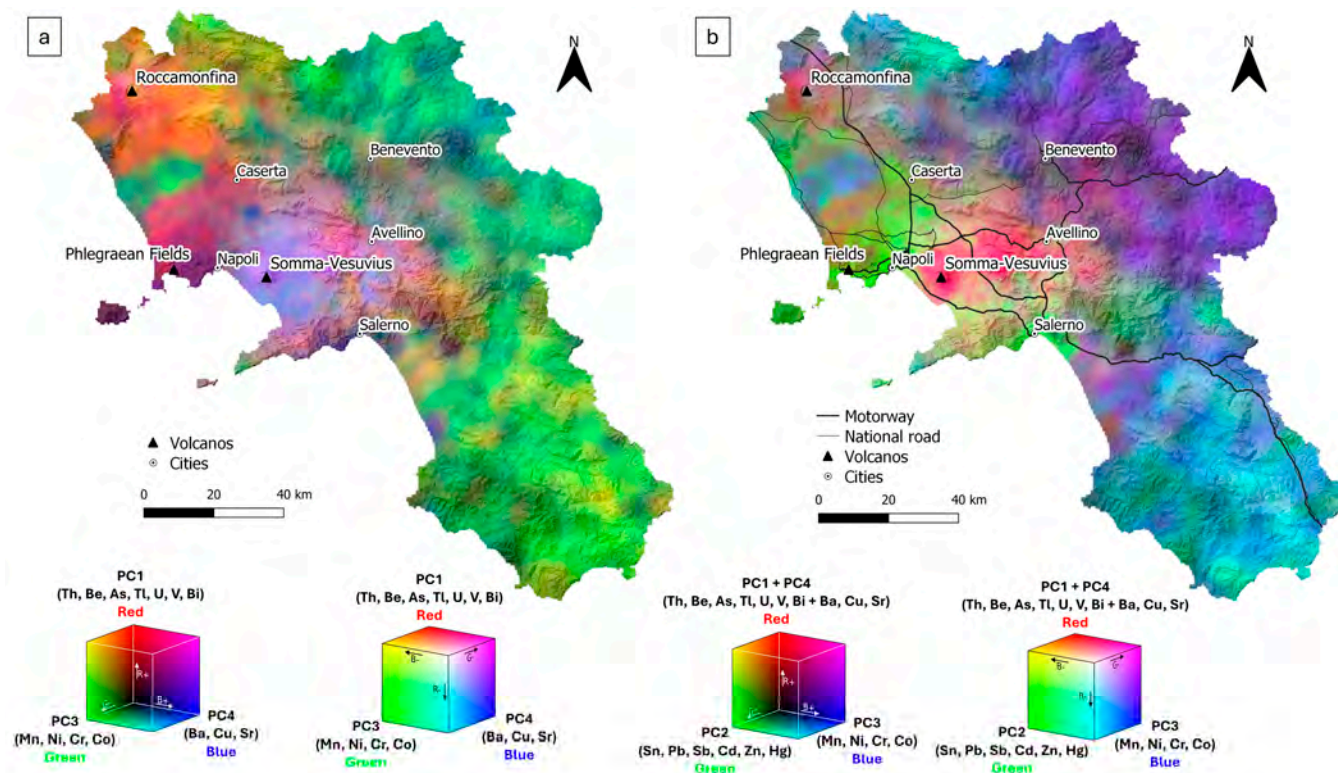 a
N
Roccamonfina
Benevento
Caserta
Avellino
Phlegraean Fields
Napoli
Somma-Vesuvius
Salerno
Volcanos
Cities
0 20 40 km
PC1
(Th, Be, As, Tl, U, V, Bi)
Red
R+
B+
PC3
(Mn, Ni, Cr, Co)
Green
PC4
(Ba, Cu, Sr)
Blue
PC1
(Th, Be, As, Tl, U, V, Bi)
Red
B-
G-
R-
PC3
(Mn, Ni, Cr, Co)
Green
PC4
(Ba, Cu, Sr)
Blue
b
N
Roccamonfina
Benevento
Caserta
Avellino
Phlegraean Fields
Napoli
Somma-Vesuvius
Salerno
Motorway
National road
Volcanos
Cities
0 20 40 km
PC1 + PC4
(Th, Be, As, Tl, U, V, Bi + Ba, Cu, Sr)
Red
R+
B+
PC2
(Sn, Pb, Sb, Cd, Zn, Hg)
Green
PC3
(Mn, Ni, Cr, Co)
Blue
PC1 + PC4
(Th, Be, As, Tl, U, V, Bi + Ba, Cu, Sr)
Red
B-
G-
R-
PC2
(Sn, Pb, Sb, Cd, Zn, Hg)
Green
PC3
(Mn, Ni, Cr, Co)
Blue